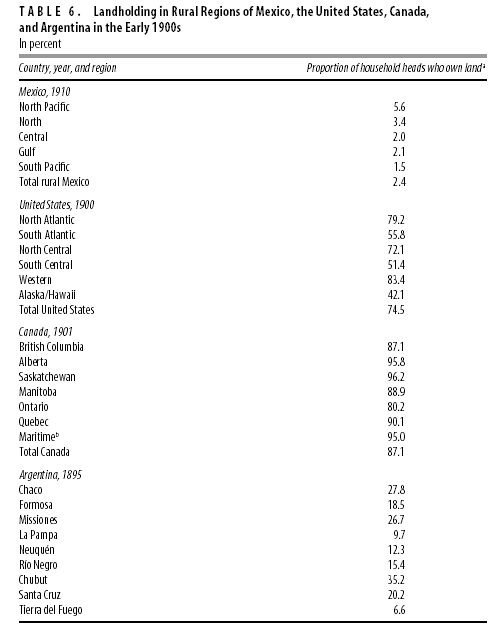 TABLE 6. Landholding in Rural Regions of Mexico, the United States, Canada,
and Argentina in the Early 1900s
In percent
Country, year, and region Proportion of household heads who own landᵃ
Mexico, 1910
North Pacific 5.6
North 3.4
Central 2.0
Gulf 2.1
South Pacific 1.5
Total rural Mexico 2.4
United States, 1900
North Atlantic 79.2
South Atlantic 55.8
North Central 72.1
South Central 51.4
Western 83.4
Alaska/Hawaii 42.1
Total United States 74.5
Canada, 1901
British Columbia 87.1
Alberta 95.8
Saskatchewan 96.2
Manitoba 88.9
Ontario 80.2
Quebec 90.1
Maritimeᵇ 95.0
Total Canada 87.1
Argentina, 1895
Chaco 27.8
Formosa 18.5
Missiones 26.7
La Pampa 9.7
Neuquén 12.3
Río Negro 15.4
Chubut 35.2
Santa Cruz 20.2
Tierra del Fuego 6.6